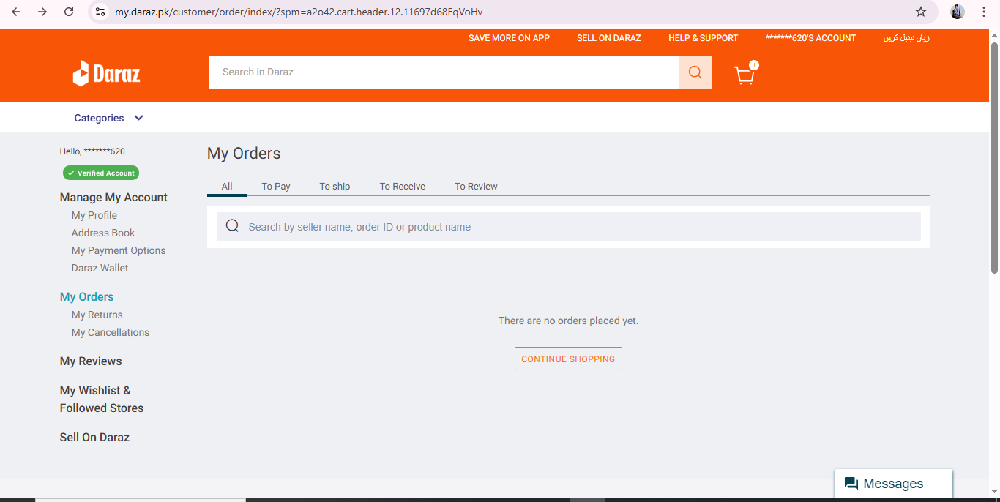 my.daraz.pk/customer/order/index/?spm=a2o42.cart.header.12.11697d68EqVoHv
SAVE MORE ON APP SELL ON DARAZ HELP & SUPPORT *******620'S ACCOUNT زبان تبدیل کریں
Daraz Search in Daraz 1
Categories
Hello, *******620
Verified Account
Manage My Account
My Profile
Address Book
My Payment Options
Daraz Wallet
My Orders
My Returns
My Cancellations
My Reviews
My Wishlist &
Followed Stores
Sell On Daraz
My Orders
All To Pay To ship To Receive To Review
Search by seller name, order ID or product name
There are no orders placed yet.
CONTINUE SHOPPING
Messages